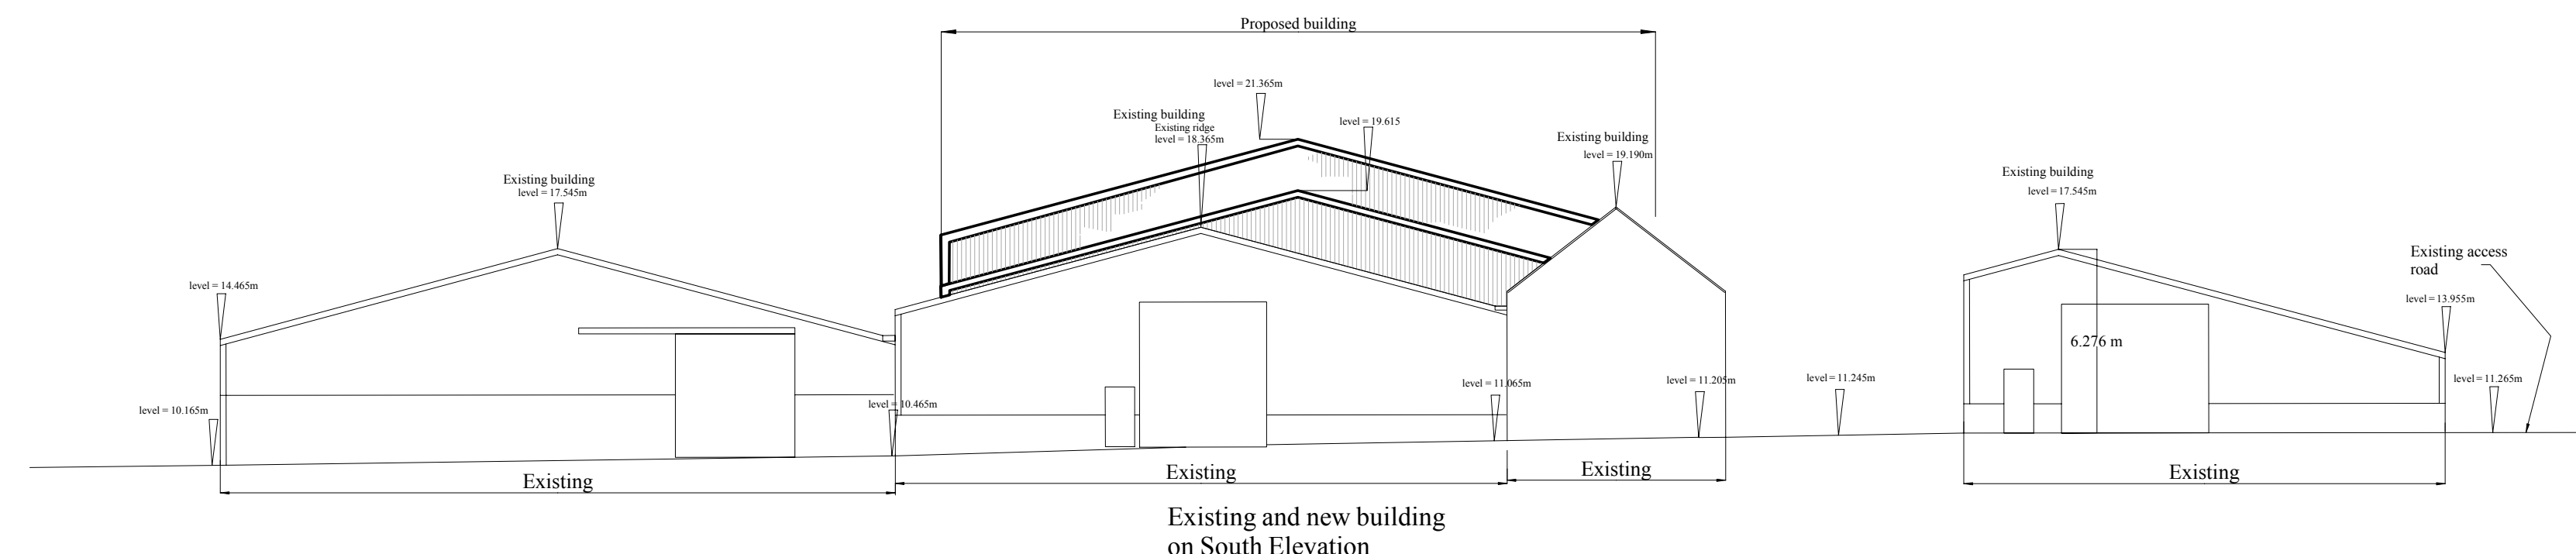 Proposed building
level = 21.365m
Existing building
Existing ridge
level = 18.365m
level = 19.615
Existing building
level = 19.190m
Existing building
level = 17.545m
Existing building
level = 17.545m
Existing access
road
level = 14.465m
level = 13.955m
6.276 m
level = 10.165m
level = 10.465m
level = 11.065m
level = 11.205m
level = 11.245m
level = 11.265m
Existing
Existing
Existing
Existing
Existing and new building
on South Elevation